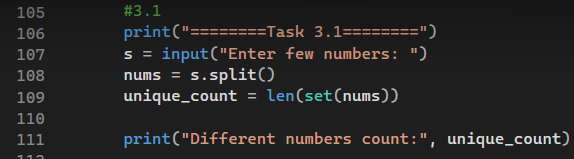 105 #3.1
106 print("========Task 3.1========")
107 s = input("Enter few numbers: ")
108 nums = s.split()
109 unique_count = len(set(nums))
110
111 print("Different numbers count:", unique_count)
112